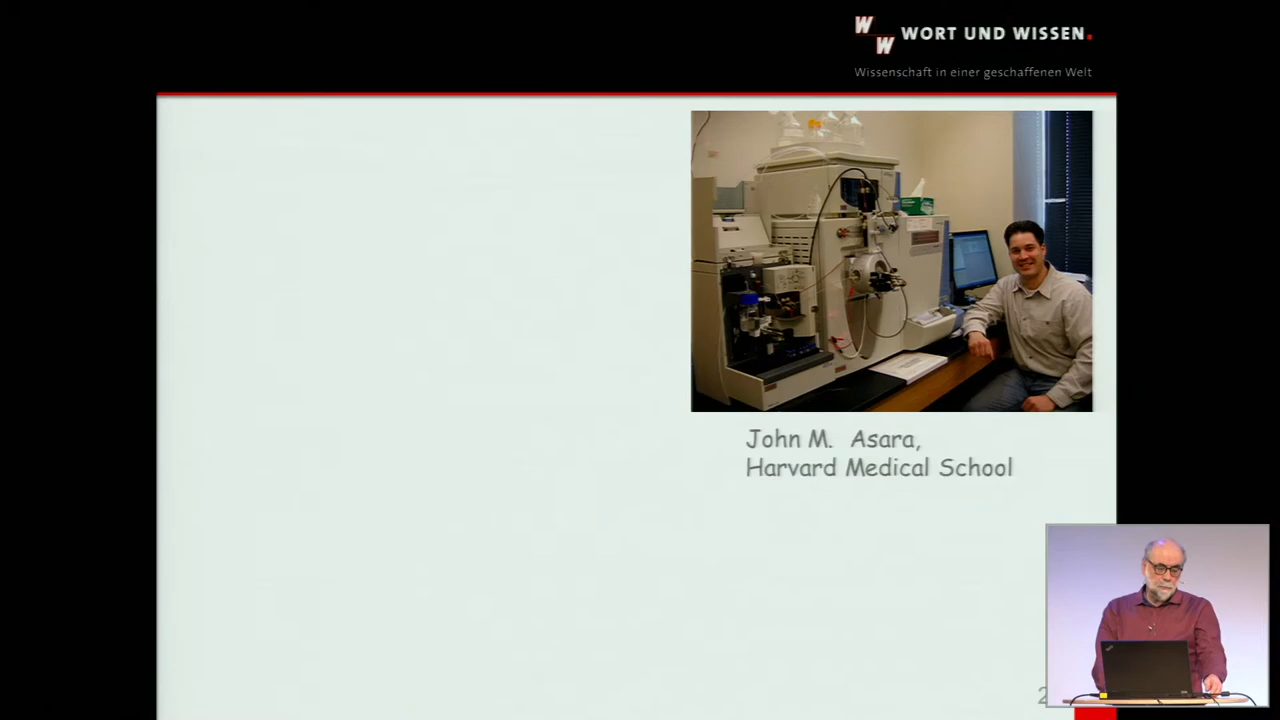 W
W
WORT UND WISSEN.
Wissenschaft in einer geschaffenen Welt
John M. Asara,
Harvard Medical School